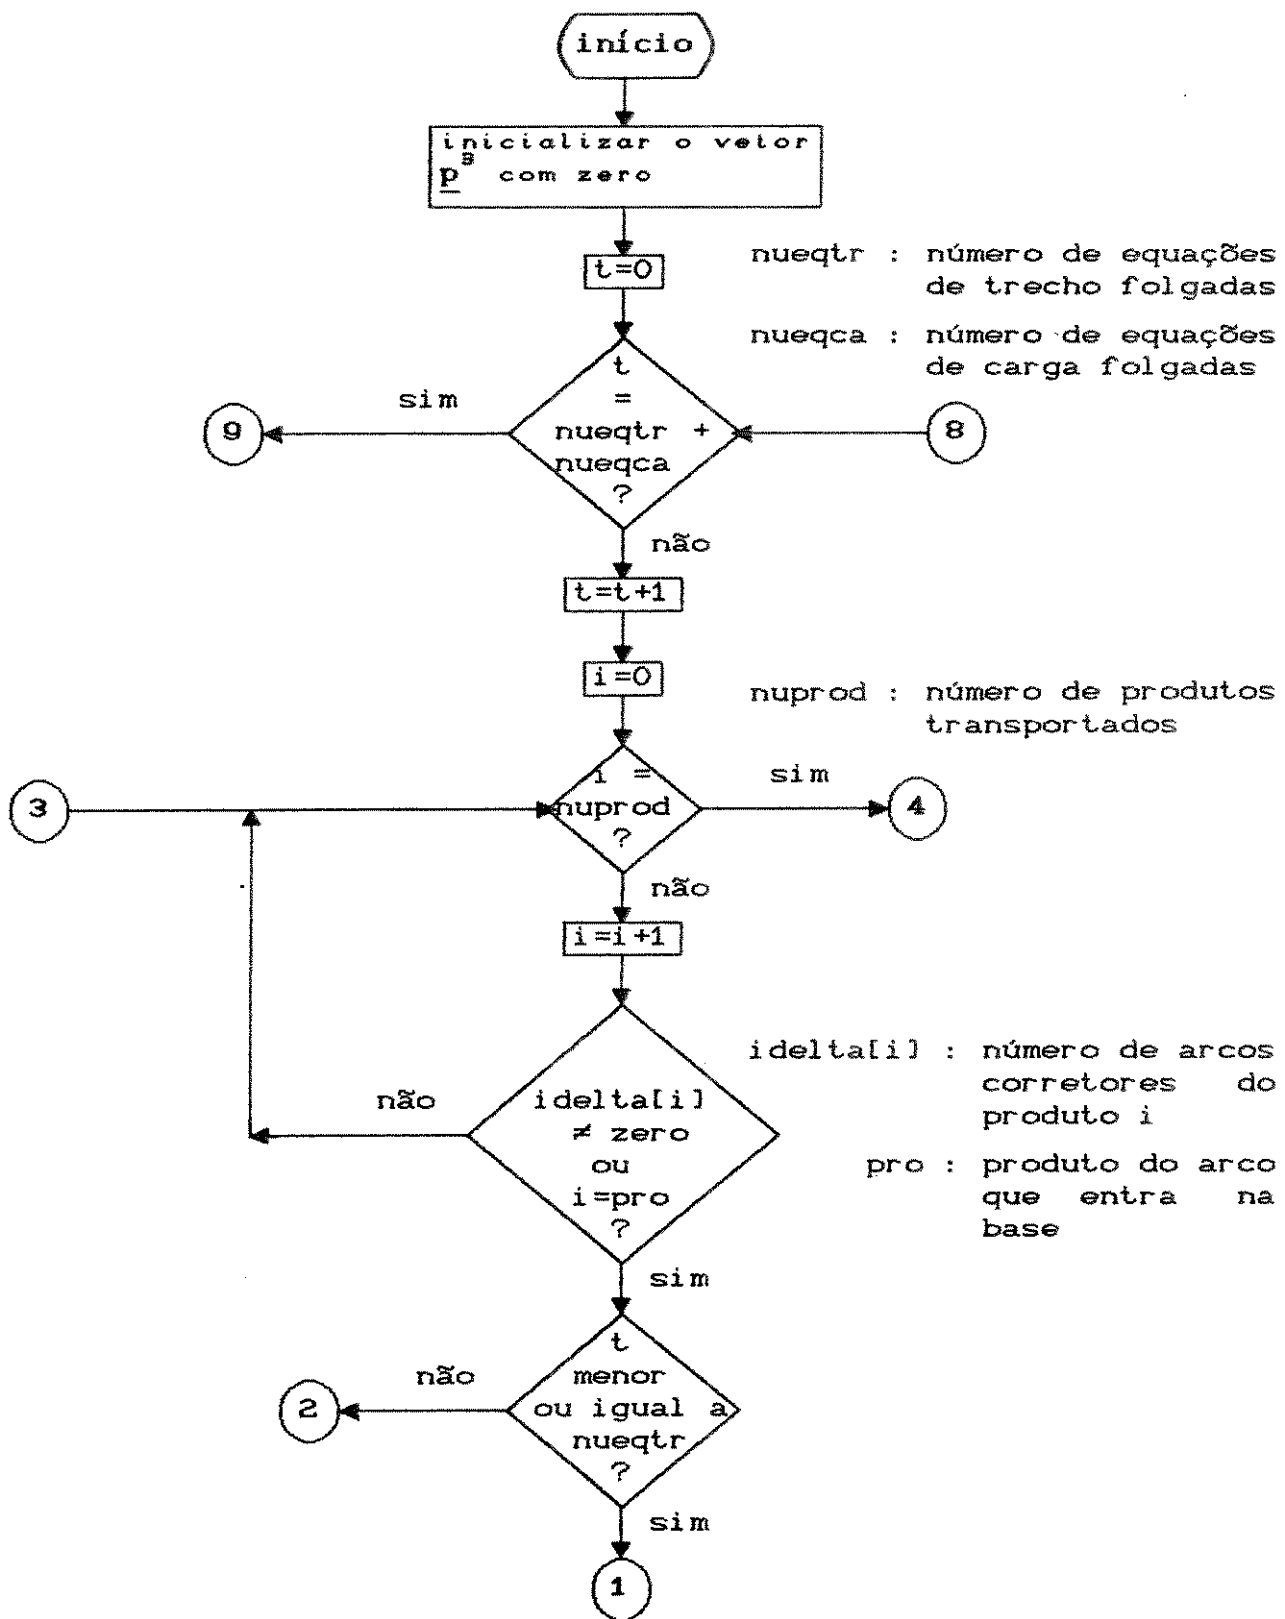 início
inicializar o vetor
p³ com zero
t=0
nueqtr : número de equações
de trecho folgadas
nueqca : número de equações
de carga folgadas
t
=
nueqtr +
nueqca
?
sim
9
8
não
t=t+1
i=0
nuprod : número de produtos
transportados
i =
nuprod
?
sim
3
4
não
i=i+1
idelta[i]
≠ zero
ou
i=pro
?
não
idelta[i] : número de arcos
corretores do
produto i
pro : produto do arco
que entra na
base
sim
t
menor
ou igual a
nueqtr
?
não
2
sim
1